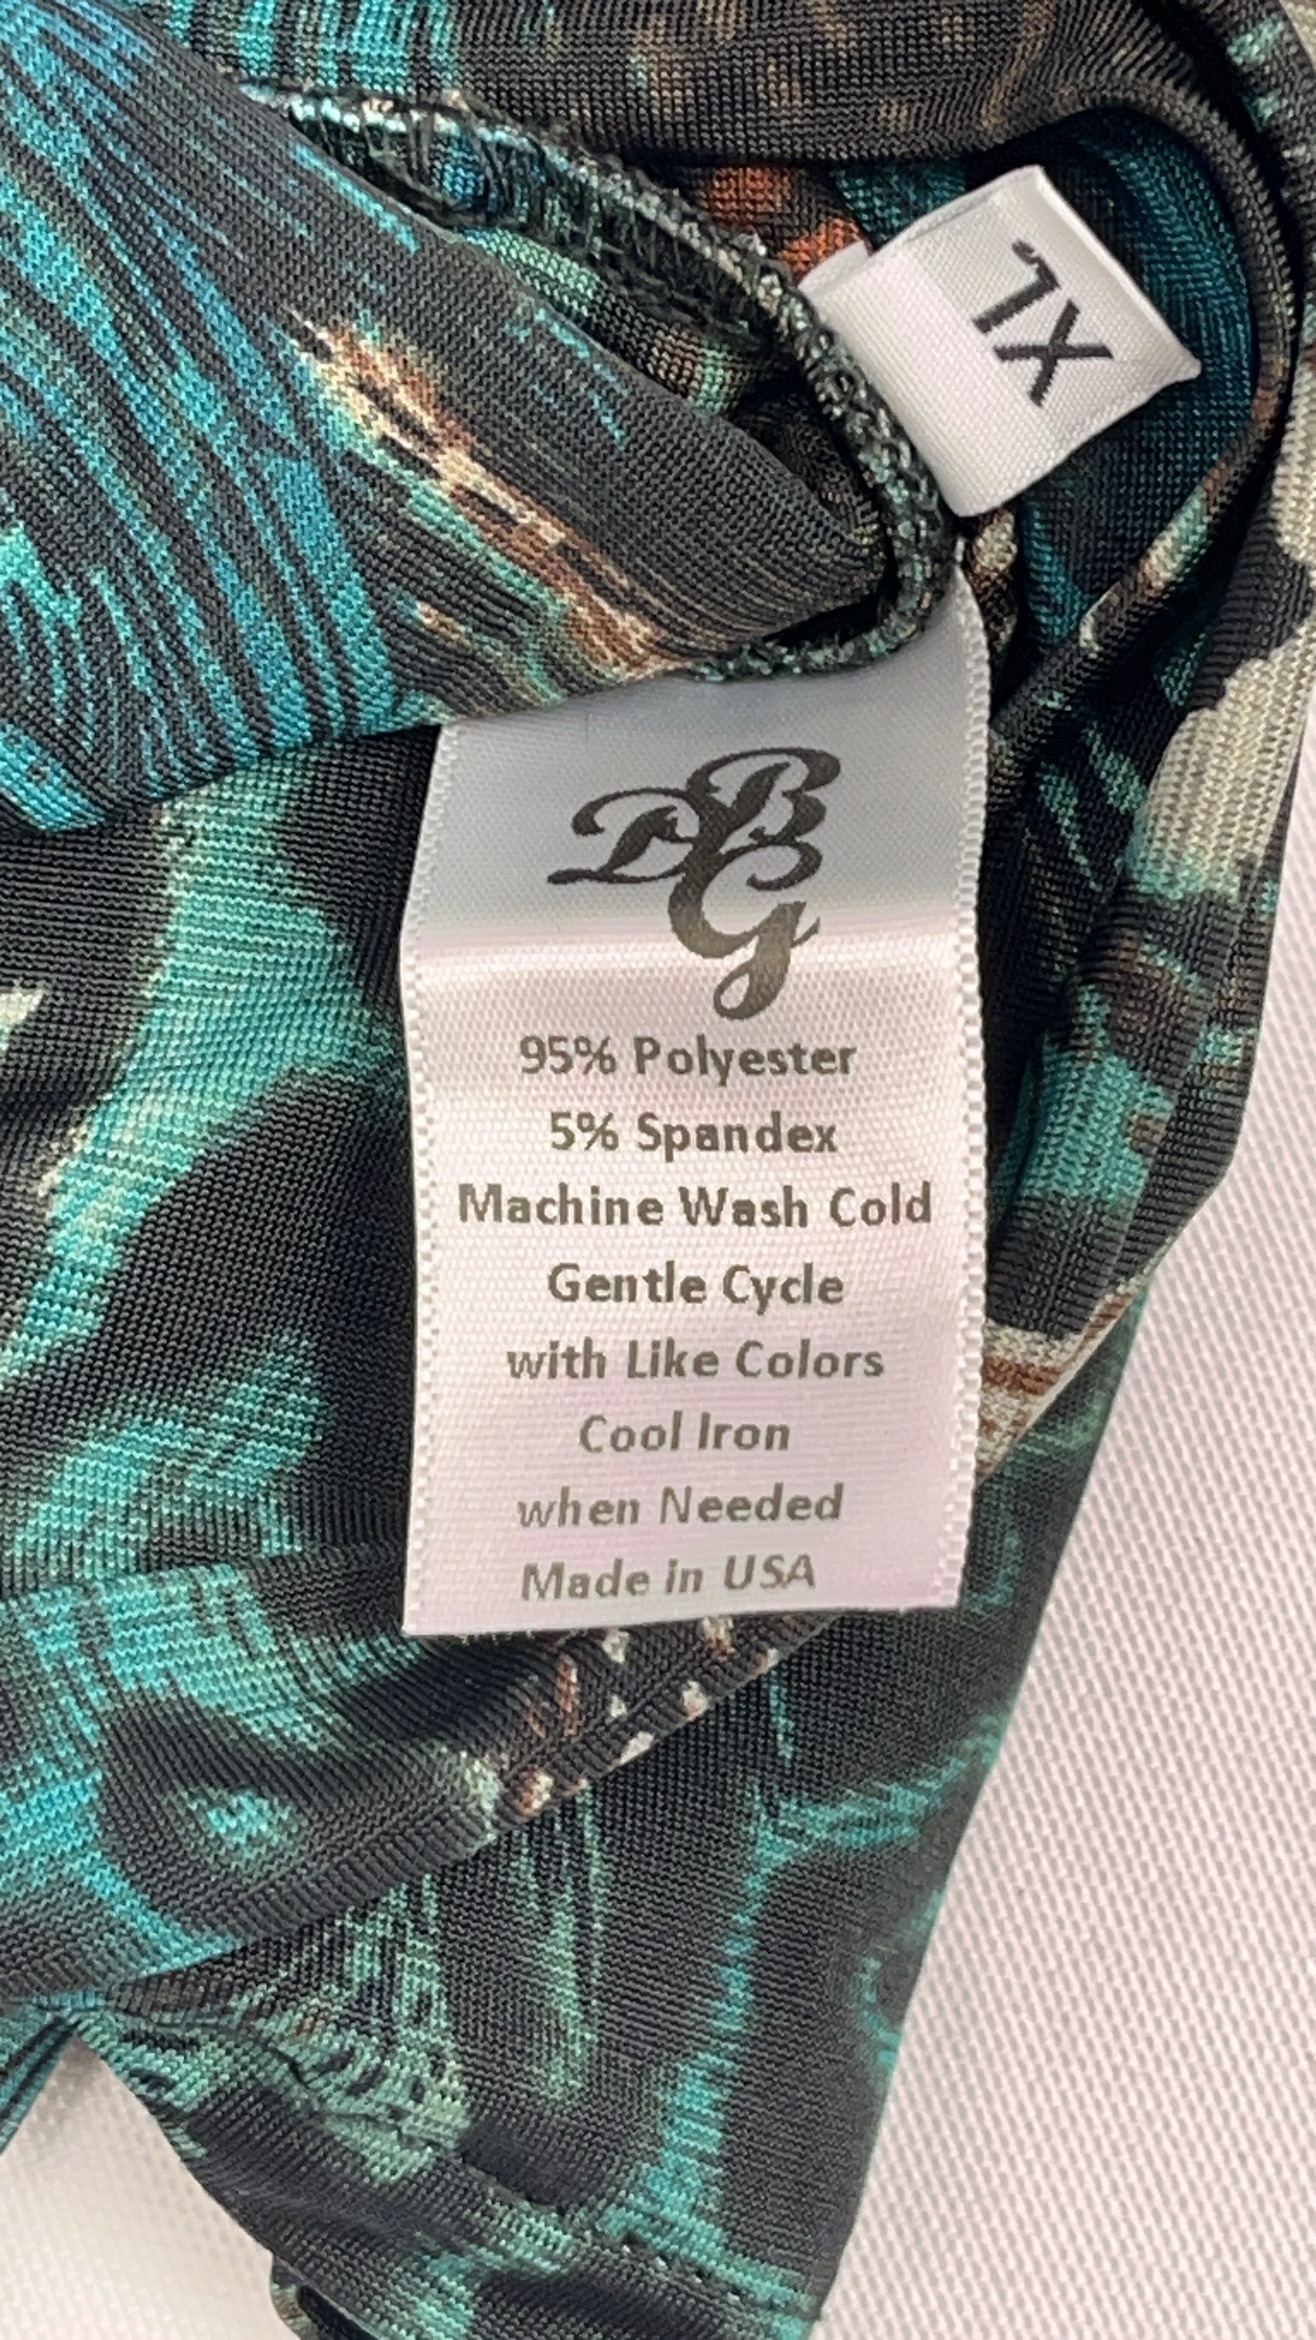 XL
DBG
95% Polyester
5% Spandex
Machine Wash Cold
Gentle Cycle
with Like Colors
Cool Iron
when Needed
Made in USA